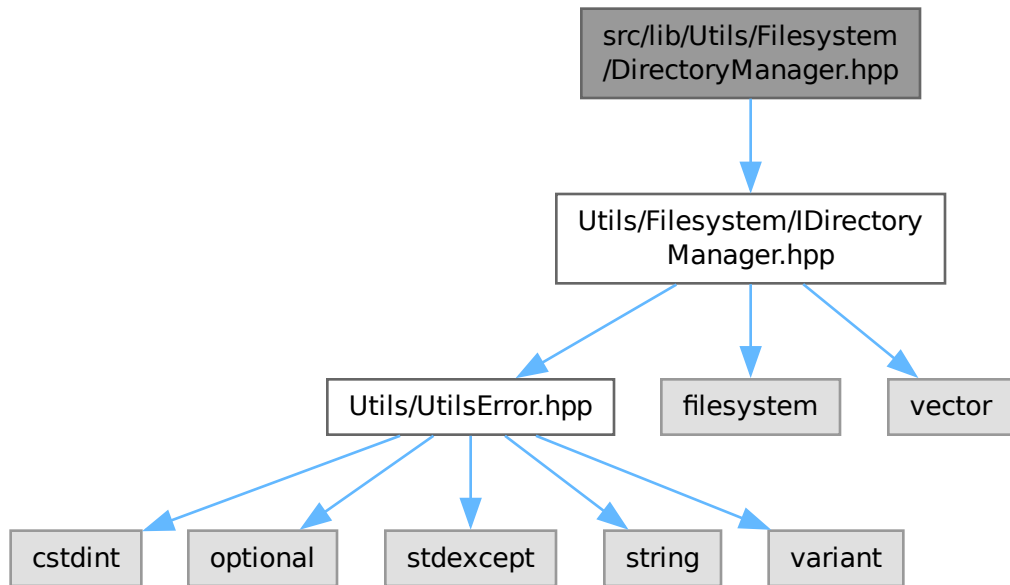 src/lib/Utils/Filesystem
/DirectoryManager.hpp
Utils/Filesystem/IDirectory
Manager.hpp
Utils/UtilsError.hpp
filesystem
vector
cstdint
optional
stdexcept
string
variant